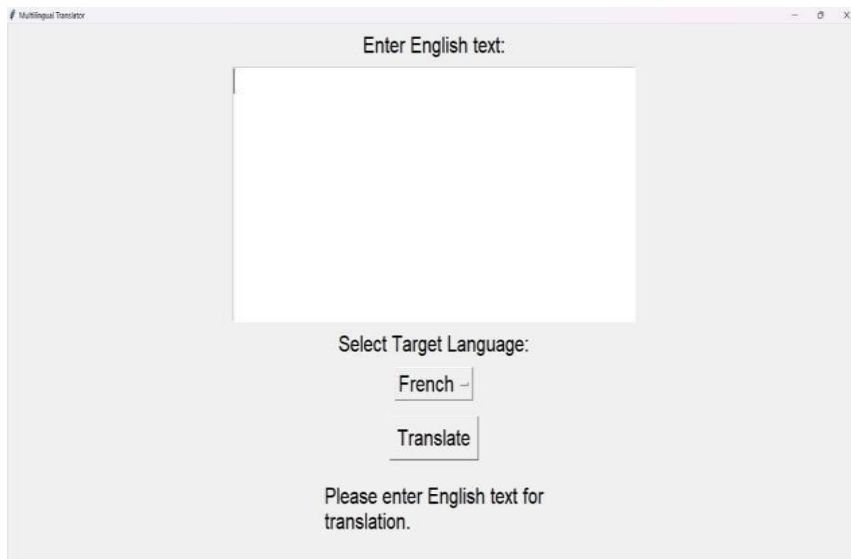 Multilingual Translator
Enter English text:
Select Target Language:
French
Translate
Please enter English text for
translation.